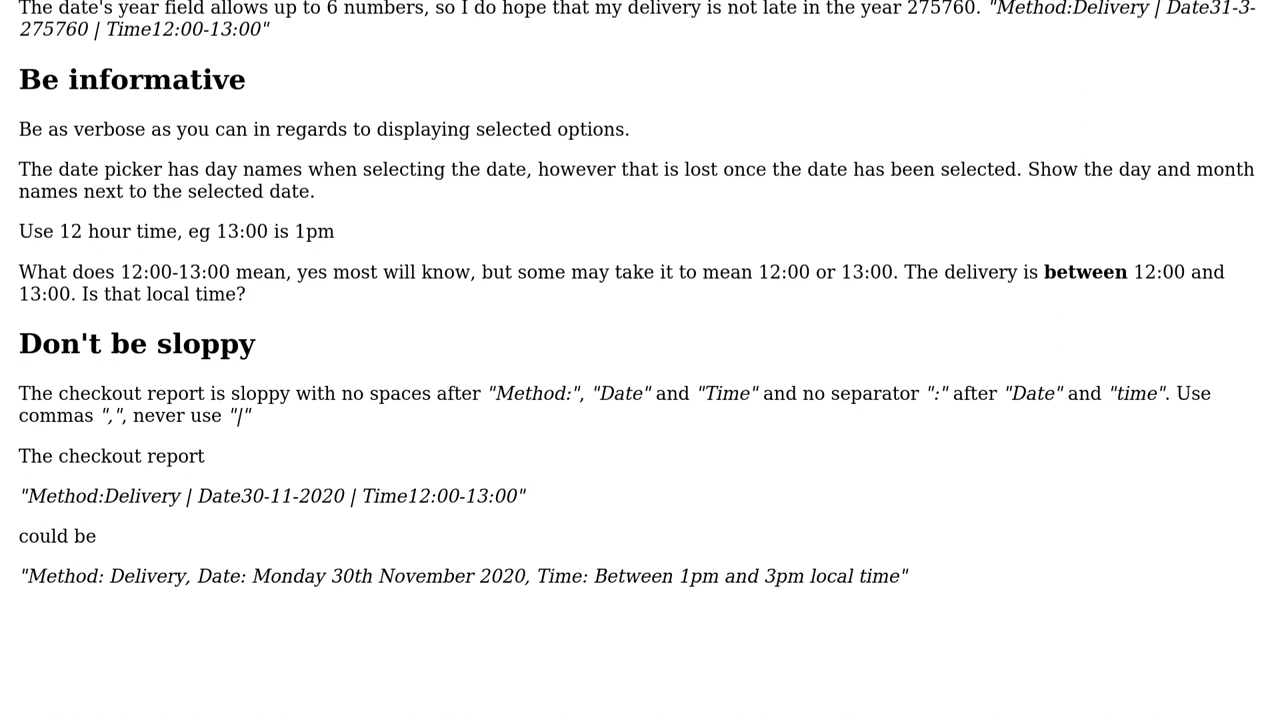 The date's year field allows up to 6 numbers, so I do hope that my delivery is not late in the year 275760. "Method:Delivery | Date31-3-
275760 | Time12:00-13:00"
Be informative
Be as verbose as you can in regards to displaying selected options.
The date picker has day names when selecting the date, however that is lost once the date has been selected. Show the day and month
names next to the selected date.
Use 12 hour time, eg 13:00 is 1pm
What does 12:00-13:00 mean, yes most will know, but some may take it to mean 12:00 or 13:00. The delivery is between 12:00 and
13:00. Is that local time?
Don't be sloppy
The checkout report is sloppy with no spaces after "Method:", "Date" and "Time" and no separator ":" after "Date" and "time". Use
commas ",", never use "|"
The checkout report
"Method:Delivery | Date30-11-2020 | Time12:00-13:00"
could be
"Method: Delivery, Date: Monday 30th November 2020, Time: Between 1pm and 3pm local time"